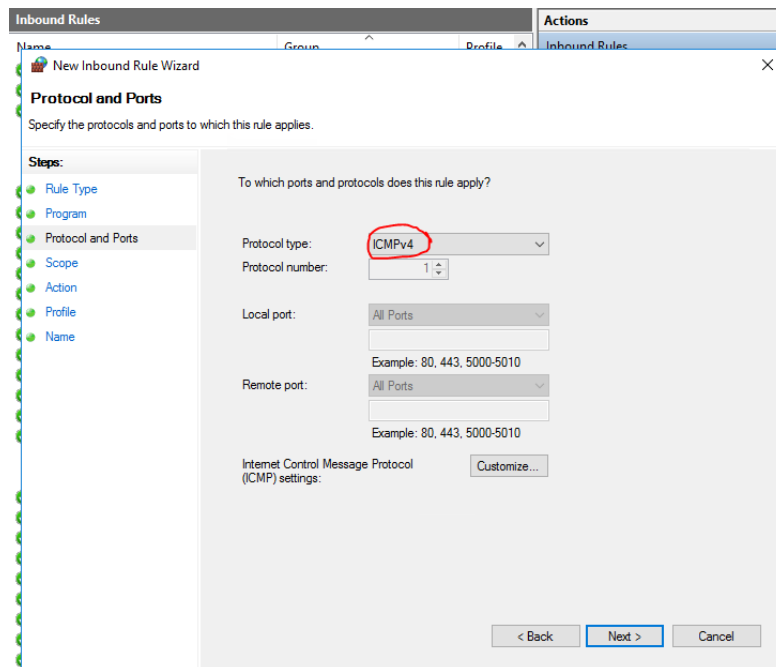 Inbound Rules
Actions
Name Group Profile Inbound Rules
New Inbound Rule Wizard
Protocol and Ports
Specify the protocols and ports to which this rule applies.
Steps:
Rule Type
Program
Protocol and Ports
Scope
Action
Profile
Name
To which ports and protocols does this rule apply?
Protocol type: ICMPv4
Protocol number: 1
Local port: All Ports
Example: 80, 443, 5000-5010
Remote port: All Ports
Example: 80, 443, 5000-5010
Internet Control Message Protocol
(ICMP) settings:
Customize...
< Back Next > Cancel